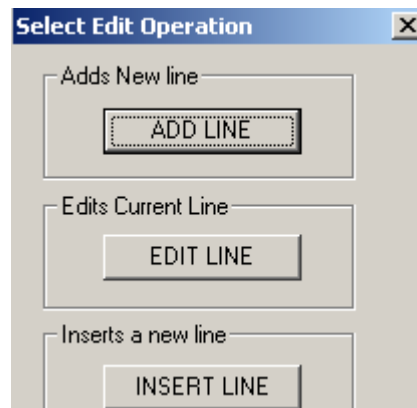 Select Edit Operation
Adds New line
ADD LINE
Edits Current Line
EDIT LINE
Inserts a new line
INSERT LINE